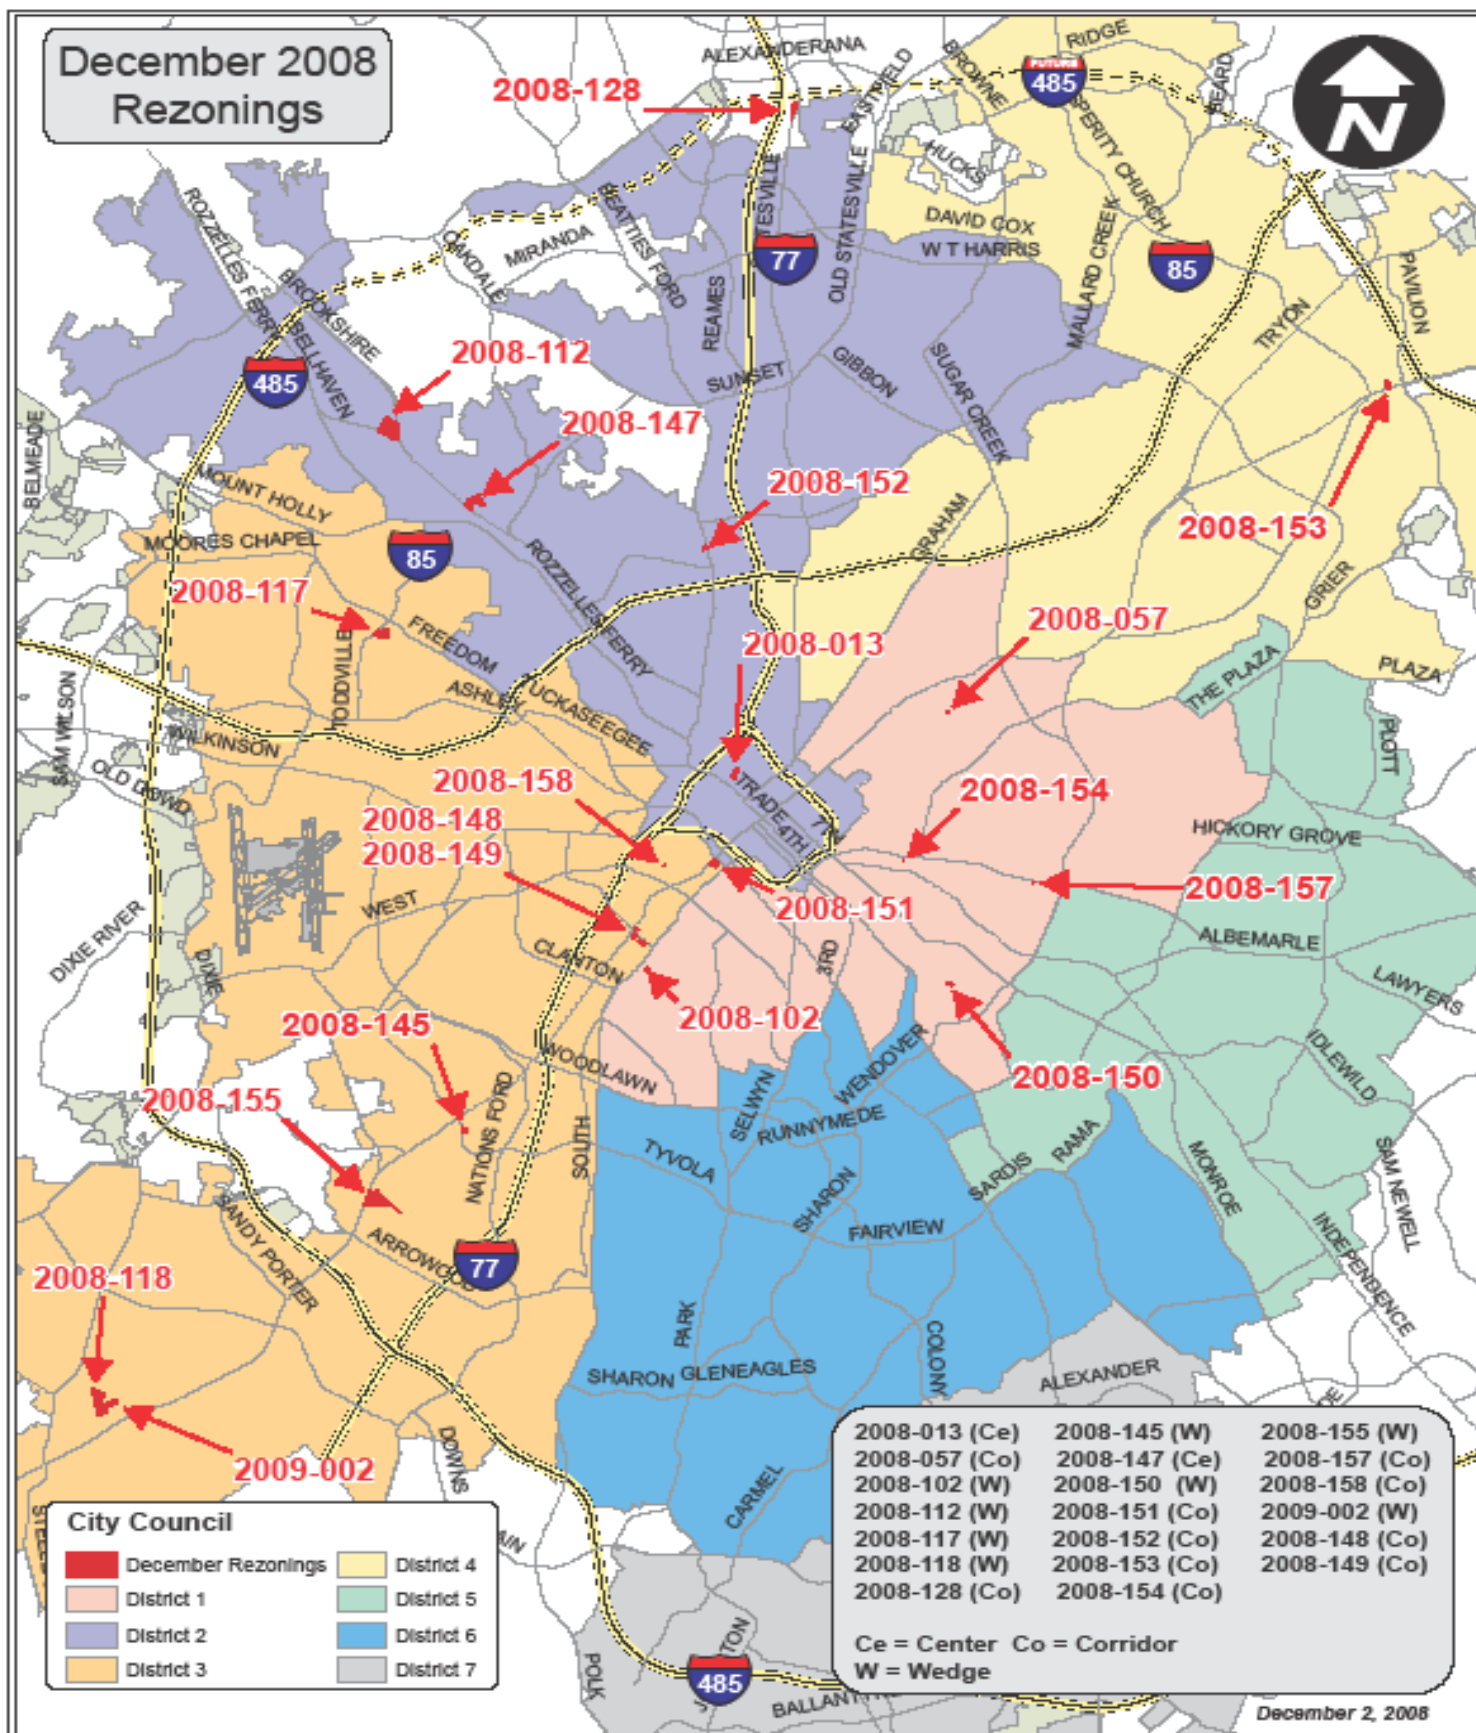 December 2008
Rezonings
ALEXANDERANA
2008-128
EASTFIELD
BROWNE
RIDGE
FUTURE
485
BEARD
N
HUCKS
DAVID COX
W T HARRIS
MALLARD CREEK
85
PAVILION
TRYON
ROZZELLES FERRY
BROOKSHIRE
BELLHAVEN
OAKDALE
MIRANDA
BEATTIES FORD
REAMES
77
OLD STATESVILLE
485
2008-112
SUNSET
GIBBON
SUGAR CREEK
2008-147
2008-152
2008-153
BELMEADE
MOUNT HOLLY
MOORES CHAPEL
85
GRAHAM
GRIER
2008-117
FREEDOM
ROZZELLES FERRY
2008-013
2008-057
TODDVILLE
ASHLEY
TUCKASEEGEE
THE PLAZA
PLAZA
SAM WILSON
WILKINSON
OLD DOWD
PLOTT
2008-158
TRADE
4TH
7TH
2008-154
2008-148
2008-149
HICKORY GROVE
2008-157
WEST
2008-151
ALBEMARLE
DIXIE RIVER
DIXIE
CLANTON
3RD
LAWYERS
2008-102
2008-145
WOODLAWN
WENDOVER
2008-150
IDLEWILD
2008-155
NATIONS FORD
SOUTH
SELWYN
RUNNYMEDE
TYVOLA
SARDIS
RAMA
MONROE
SAM NEWELL
SHARON
FAIRVIEW
SANDY PORTER
ARROWOOD
77
INDEPENDENCE
2008-118
PARK
COLONY
SHARON
GLENEAGLES
ALEXANDER
2009-002
DOWNS
CARMEL
2008-013 (Ce) 2008-145 (W) 2008-155 (W)
2008-057 (Co) 2008-147 (Ce) 2008-157 (Co)
2008-102 (W) 2008-150 (W) 2008-158 (Co)
2008-112 (W) 2008-151 (Co) 2009-002 (W)
2008-117 (W) 2008-152 (Co) 2008-148 (Co)
2008-118 (W) 2008-153 (Co) 2008-149 (Co)
2008-128 (Co) 2008-154 (Co)
Ce = Center Co = Corridor
W = Wedge
City Council
December Rezonings
District 1
District 2
District 3
District 4
District 5
District 6
District 7
POLK
485
December 2, 2008